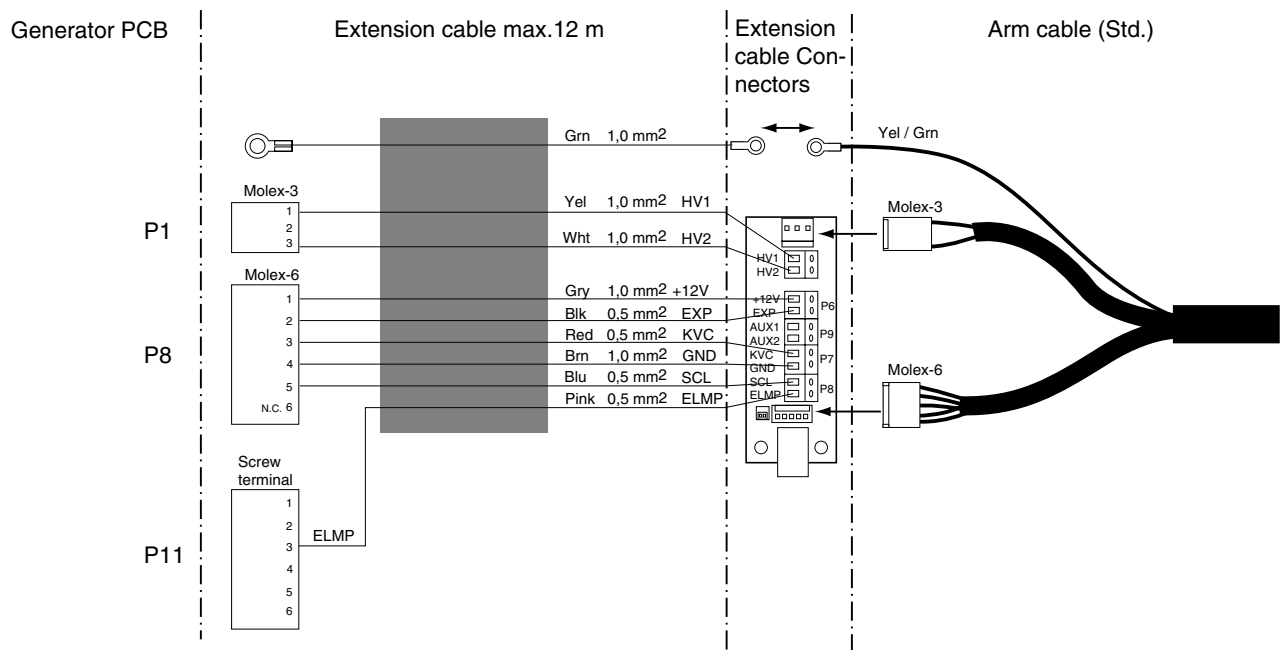 Generator PCB
Extension cable max.12 m
Extension
cable Con-
nectors
Arm cable (Std.)
Grn 1,0 mm2
Yel / Grn
Molex-3
1
2
3
P1
Yel 1,0 mm2 HV1
Wht 1,0 mm2 HV2
Molex-3
HV1
HV2
Molex-6
1
2
3
4
5
N.C. 6
P8
Gry 1,0 mm2 +12V
Blk 0,5 mm2 EXP
Red 0,5 mm2 KVC
Brn 1,0 mm2 GND
Blu 0,5 mm2 SCL
Pink 0,5 mm2 ELMP
+12V
EXP
P6
AUX1
AUX2
P9
KVC
GND
P7
SCL
ELMP
P8
Molex-6
Screw
terminal
1
2
3
4
5
6
ELMP
P11